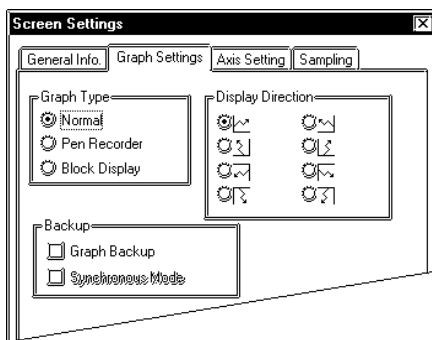 Screen Settings
General Info. Graph Settings Axis Setting Sampling
Graph Type
Normal
Pen Recorder
Block Display
Display Direction
Backup
Graph Backup
Synchronous Mode